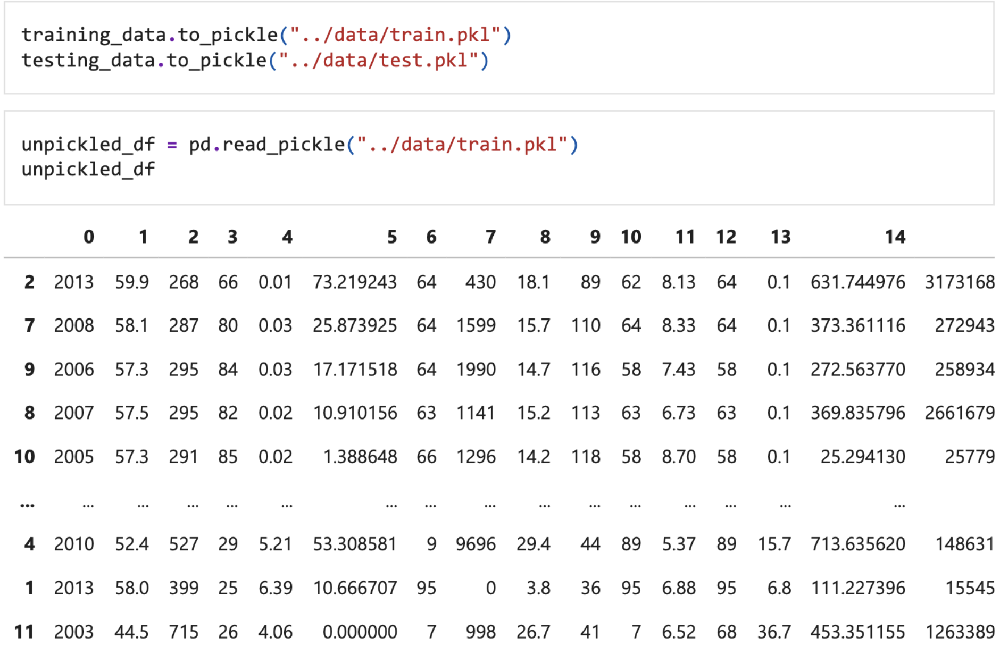 training_data.to_pickle("../data/train.pkl")
testing_data.to_pickle("../data/test.pkl")
unpickled_df = pd.read_pickle("../data/train.pkl")
unpickled_df
0 1 2 3 4 5 6 7 8 9 10 11 12 13 14
2 2013 59.9 268 66 0.01 73.219243 64 430 18.1 89 62 8.13 64 0.1 631.744976 3173168
7 2008 58.1 287 80 0.03 25.873925 64 1599 15.7 110 64 8.33 64 0.1 373.361116 272943
9 2006 57.3 295 84 0.03 17.171518 64 1990 14.7 116 58 7.43 58 0.1 272.563770 258934
8 2007 57.5 295 82 0.02 10.910156 63 1141 15.2 113 63 6.73 63 0.1 369.835796 2661679
10 2005 57.3 291 85 0.02 1.388648 66 1296 14.2 118 58 8.70 58 0.1 25.294130 25779
... ... ... ... ... ... ... ... ... ... ... ... ... ... ... ...
4 2010 52.4 527 29 5.21 53.308581 9 9696 29.4 44 89 5.37 89 15.7 713.635620 148631
1 2013 58.0 399 25 6.39 10.666707 95 0 3.8 36 95 6.88 95 6.8 111.227396 15545
11 2003 44.5 715 26 4.06 0.000000 7 998 26.7 41 7 6.52 68 36.7 453.351155 1263389